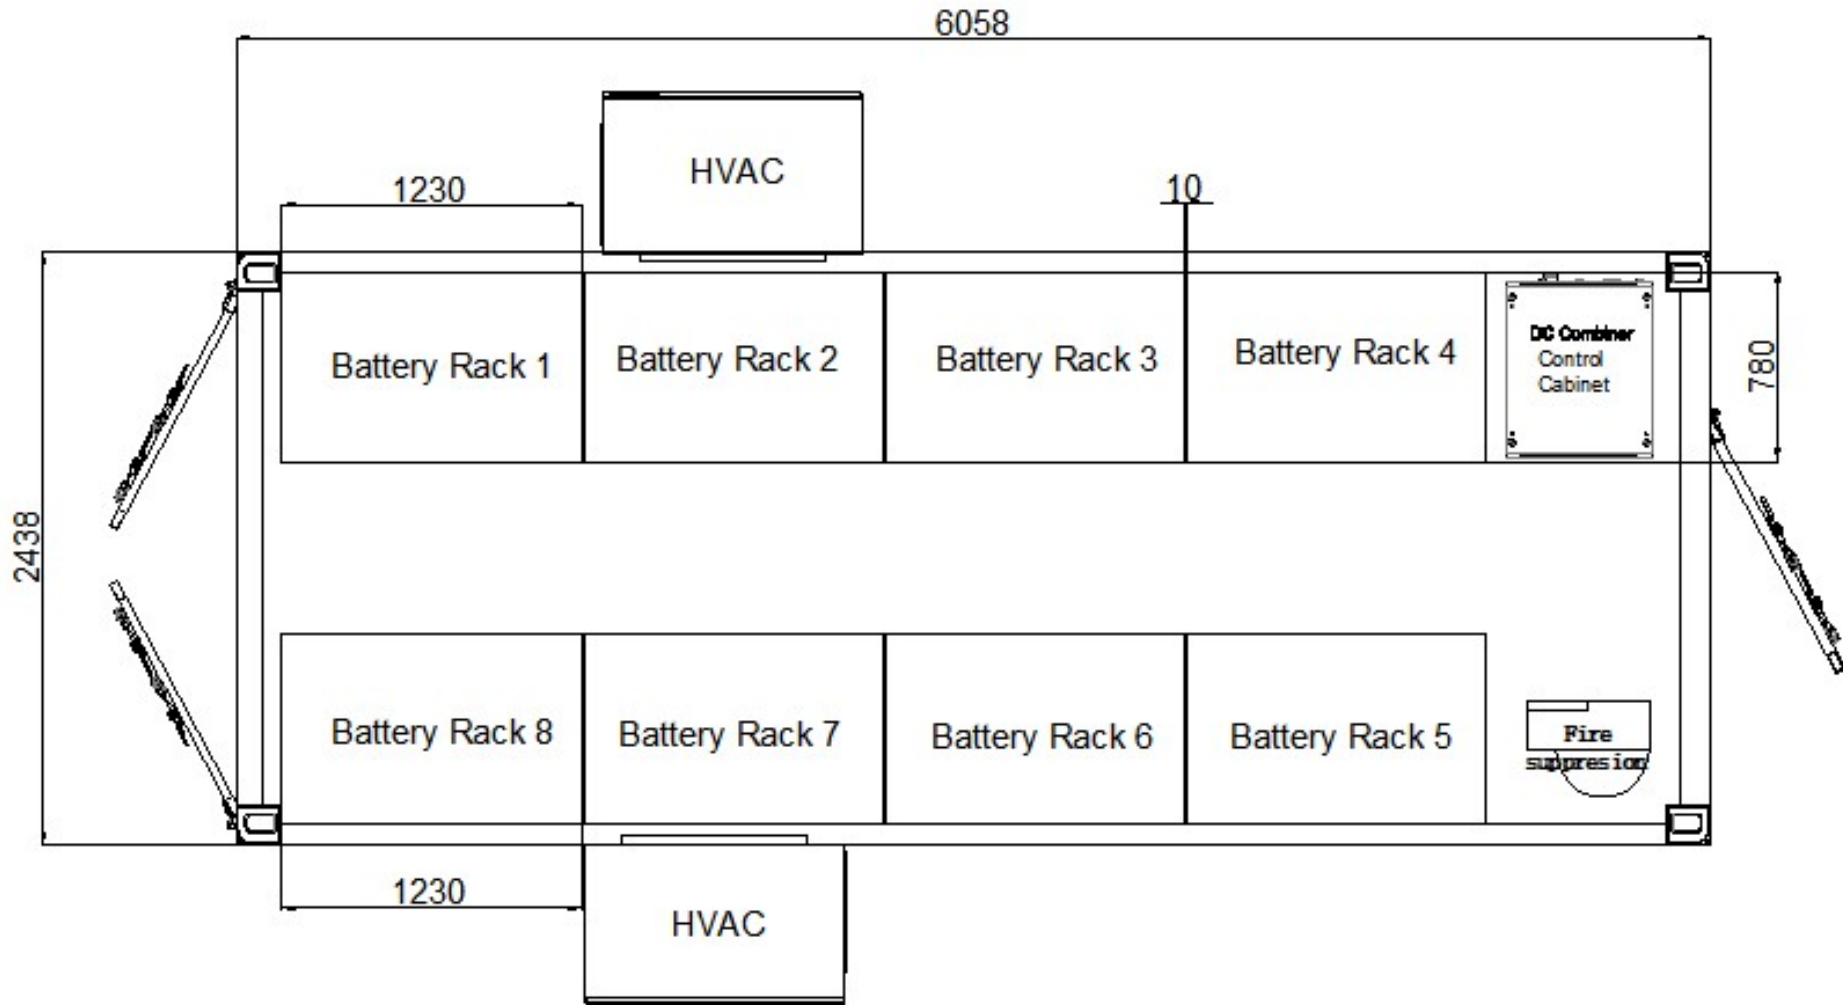 6058
HVAC
1230
10
Battery Rack 1
Battery Rack 2
Battery Rack 3
Battery Rack 4
DC Combiner
Control
Cabinet
780
2438
Battery Rack 8
Battery Rack 7
Battery Rack 6
Battery Rack 5
Fire
suppresion
1230
HVAC